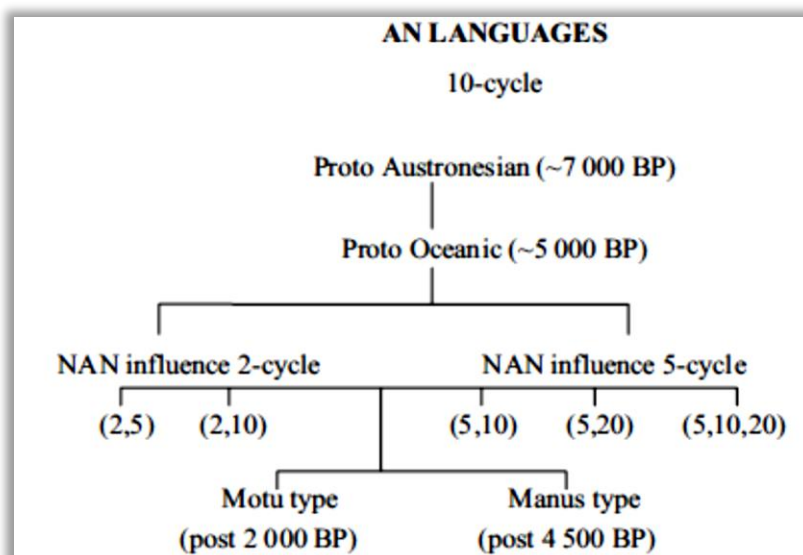 AN LANGUAGES
10-cycle
Proto Austronesian (~7 000 BP)
Proto Oceanic (~5 000 BP)
NAN influence 2-cycle NAN influence 5-cycle
(2,5) (2,10) (5,10) (5,20) (5,10,20)
Motu type Manus type
(post 2 000 BP) (post 4 500 BP)